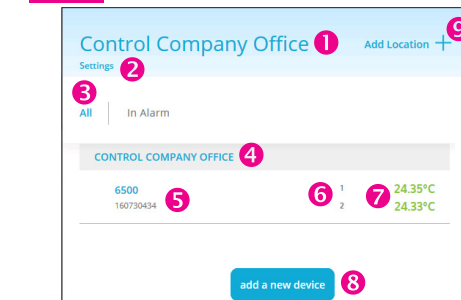 Control Company Office 1 Add Location + 9
Settings 2
3
All In Alarm
CONTROL COMPANY OFFICE 4
6500 5 6 1 7 24.35°C
160730434 2 24.33°C
add a new device 8